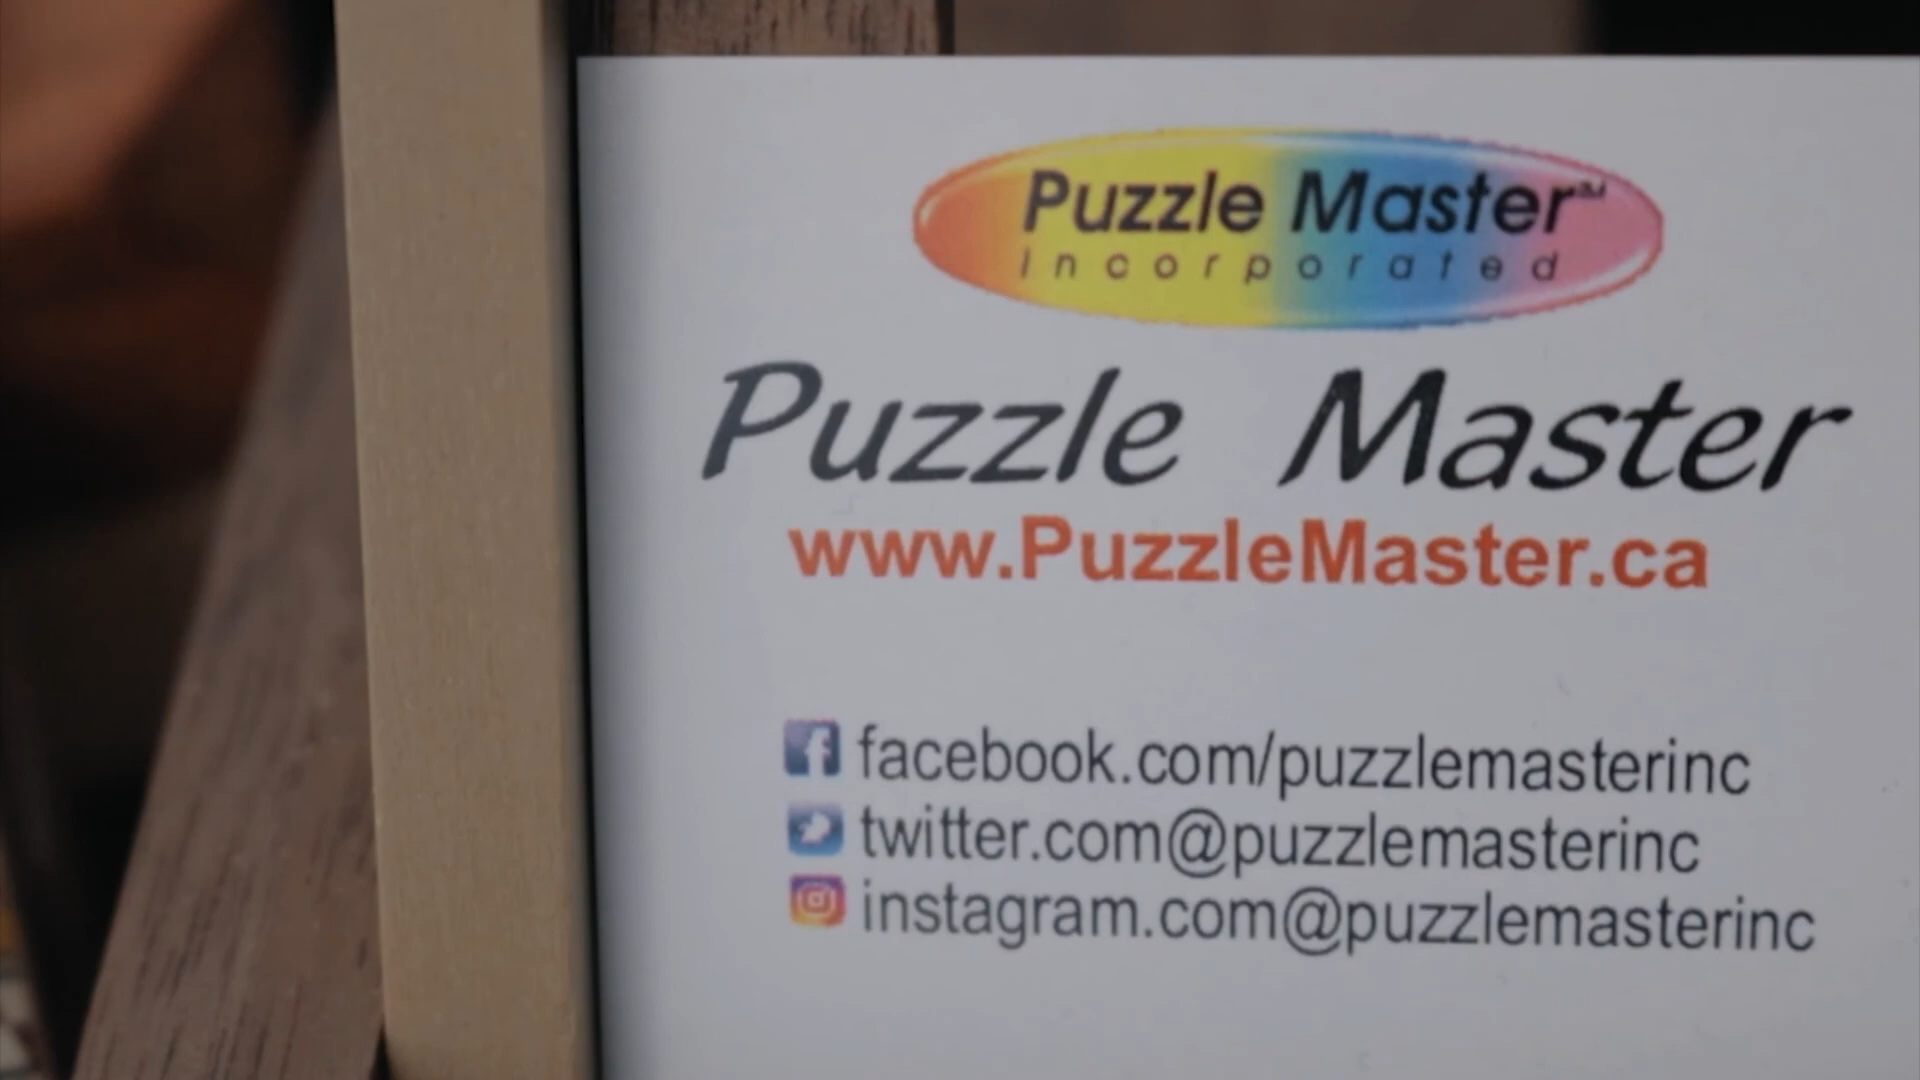 Puzzle Master™
Incorporated
Puzzle Master
www.PuzzleMaster.ca
facebook.com/puzzlemasterinc
twitter.com@puzzlemasterinc
instagram.com@puzzlemasterinc